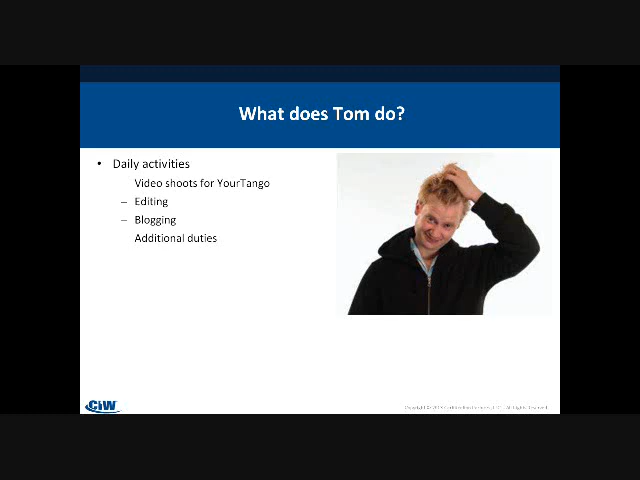 What does Tom do?
• Daily activities
Video shoots for YourTango
– Editing
– Blogging
Additional duties
CIW